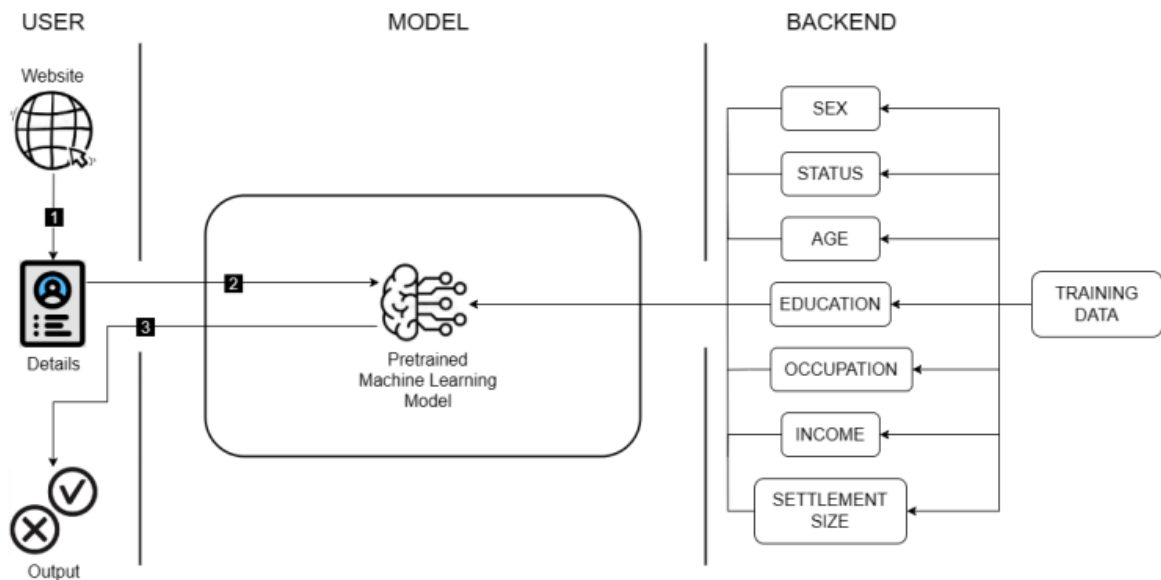 USER
MODEL
BACKEND
Website
1
Details
2
3
Output
Pretrained
Machine Learning
Model
SEX
STATUS
AGE
EDUCATION
OCCUPATION
INCOME
SETTLEMENT
SIZE
TRAINING
DATA